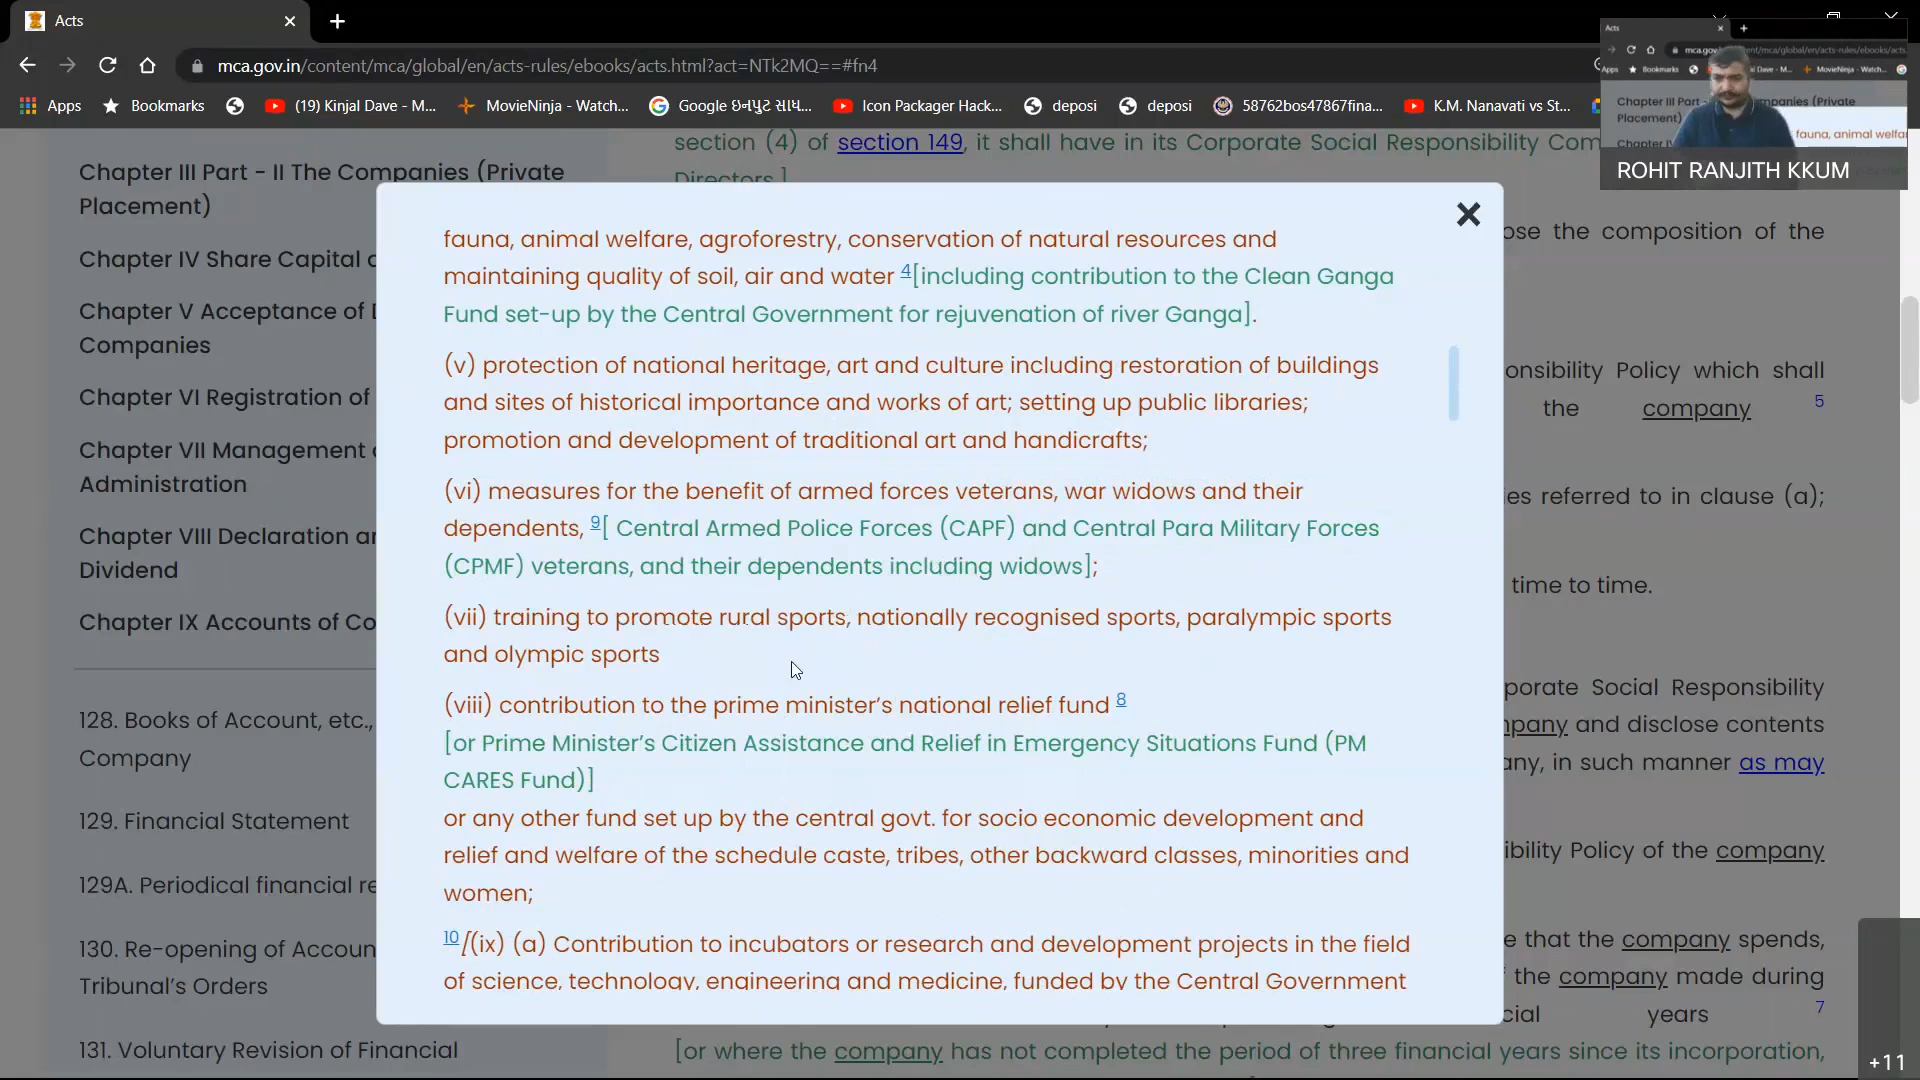 Acts
mca.gov.in/content/mca/global/en/acts-rules/ebooks/acts.html?act=NTk2MQ==#fn4
Apps
Bookmarks
(19) Kinjal Dave - M...
MovieNinja - Watch...
Google ઇનપુટ સાધ...
Icon Packager Hack...
deposi
deposi
58762bos47867fina...
K.M. Nanavati vs St...
ROHIT RANJITH KKUM
Chapter III Part - II The Companies (Private
Placement)
Chapter IV Share Capital
Chapter V Acceptance of
Companies
Chapter VI Registration of
Chapter VII Management
Administration
Chapter VIII Declaration
Dividend
Chapter IX Accounts of
128. Books of Account, etc.,
Company
129. Financial Statement
129A. Periodical financial
130. Re-opening of
Tribunal's Orders
131. Voluntary Revision of Financial
section (4) of section 149, it shall have in its Corporate Social Responsibility
Directors.]
fauna, animal welfare, agroforestry, conservation of natural resources and
maintaining quality of soil, air and water 4[including contribution to the Clean Ganga
Fund set-up by the Central Government for rejuvenation of river Ganga].
(v) protection of national heritage, art and culture including restoration of buildings
and sites of historical importance and works of art; setting up public libraries;
promotion and development of traditional art and handicrafts;
(vi) measures for the benefit of armed forces veterans, war widows and their
dependents, 9[ Central Armed Police Forces (CAPF) and Central Para Military Forces
(CPMF) veterans, and their dependents including widows];
(vii) training to promote rural sports, nationally recognised sports, paralympic sports
and olympic sports
(viii) contribution to the prime minister's national relief fund 8
[or Prime Minister's Citizen Assistance and Relief in Emergency Situations Fund (PM
CARES Fund)]
or any other fund set up by the central govt. for socio economic development and
relief and welfare of the schedule caste, tribes, other backward classes, minorities and
women;
10[(ix) (a) Contribution to incubators or research and development projects in the field
of science, technology, engineering and medicine, funded by the Central Government
the composition of the
Policy which shall
the company 5
referred to in clause (a);
time to time.
Social Responsibility
and disclose contents
in such manner as may
Policy of the company
that the company spends,
the company made during
years 7
[or where the company has not completed the period of three financial years since its incorporation,
+11